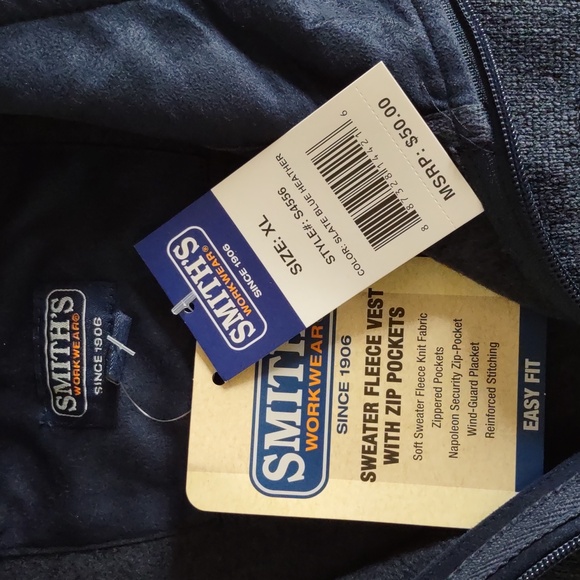 SMITH'S
WORKWEAR®
SINCE 1906
SMITH'S
WORKWEAR®
SINCE 1906
SIZE: XL
STYLE#: S4556
COLOR: SLATE BLUE HEATHER
MSRP: $50.00
SMITH'S
WORKWEAR
SINCE 1906
SWEATER FLEECE VEST
WITH ZIP POCKETS
Soft Sweater Fleece Knit Fabric
Zippered Pockets
Napoleon Security Zip-Pocket
Wind-Guard Placket
Reinforced Stitching
EASY FIT